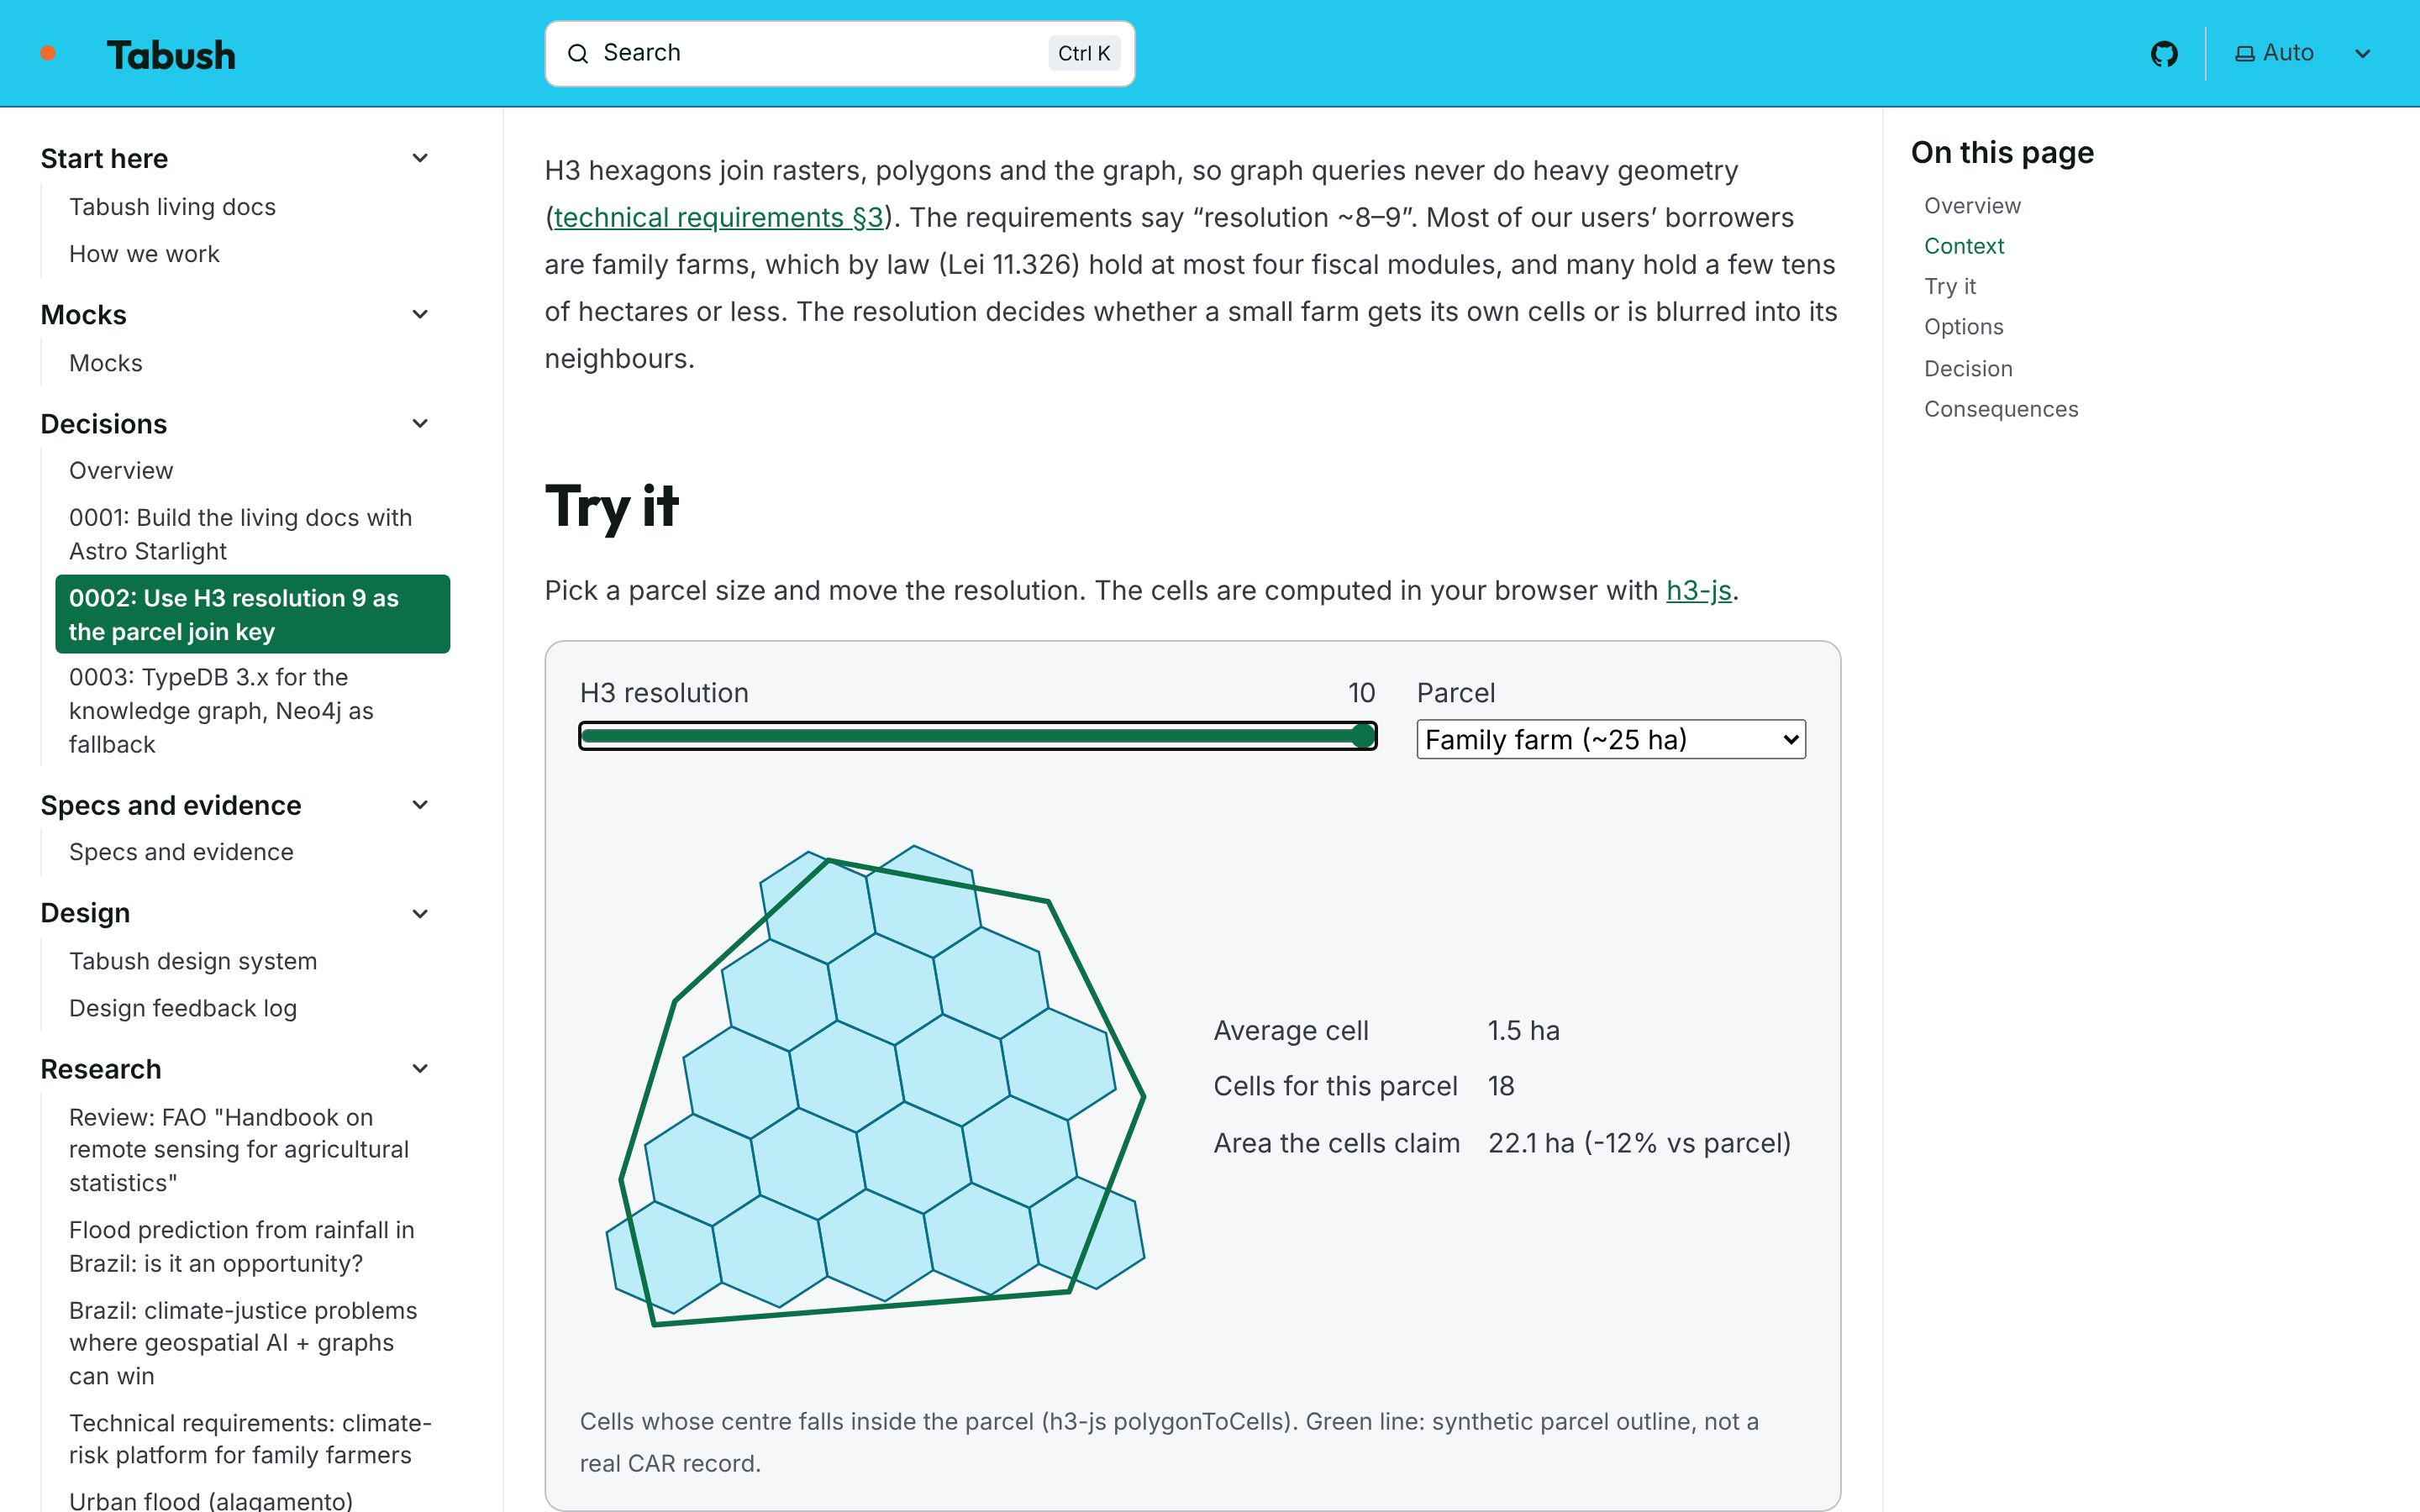 Tabush
Search
Ctrl K
Auto
Start here
Tabush living docs
How we work
Mocks
Mocks
Decisions
Overview
0001: Build the living docs with
Astro Starlight
0002: Use H3 resolution 9 as
the parcel join key
0003: TypeDB 3.x for the
knowledge graph, Neo4j as
fallback
Specs and evidence
Specs and evidence
Design
Tabush design system
Design feedback log
Research
Review: FAO "Handbook on
remote sensing for agricultural
statistics"
Flood prediction from rainfall in
Brazil: is it an opportunity?
Brazil: climate-justice problems
where geospatial AI + graphs
can win
Technical requirements: climate-
risk platform for family farmers
Urban flood (alagamento)
H3 hexagons join rasters, polygons and the graph, so graph queries never do heavy geometry
(technical requirements §3). The requirements say “resolution ~8–9”. Most of our users’ borrowers
are family farms, which by law (Lei 11.326) hold at most four fiscal modules, and many hold a few tens
of hectares or less. The resolution decides whether a small farm gets its own cells or is blurred into its
neighbours.
Try it
Pick a parcel size and move the resolution. The cells are computed in your browser with h3-js.
H3 resolution 10
Parcel
Family farm (~25 ha)
Average cell 1.5 ha
Cells for this parcel 18
Area the cells claim 22.1 ha (-12% vs parcel)
Cells whose centre falls inside the parcel (h3-js polygonToCells). Green line: synthetic parcel outline, not a
real CAR record.
On this page
Overview
Context
Try it
Options
Decision
Consequences